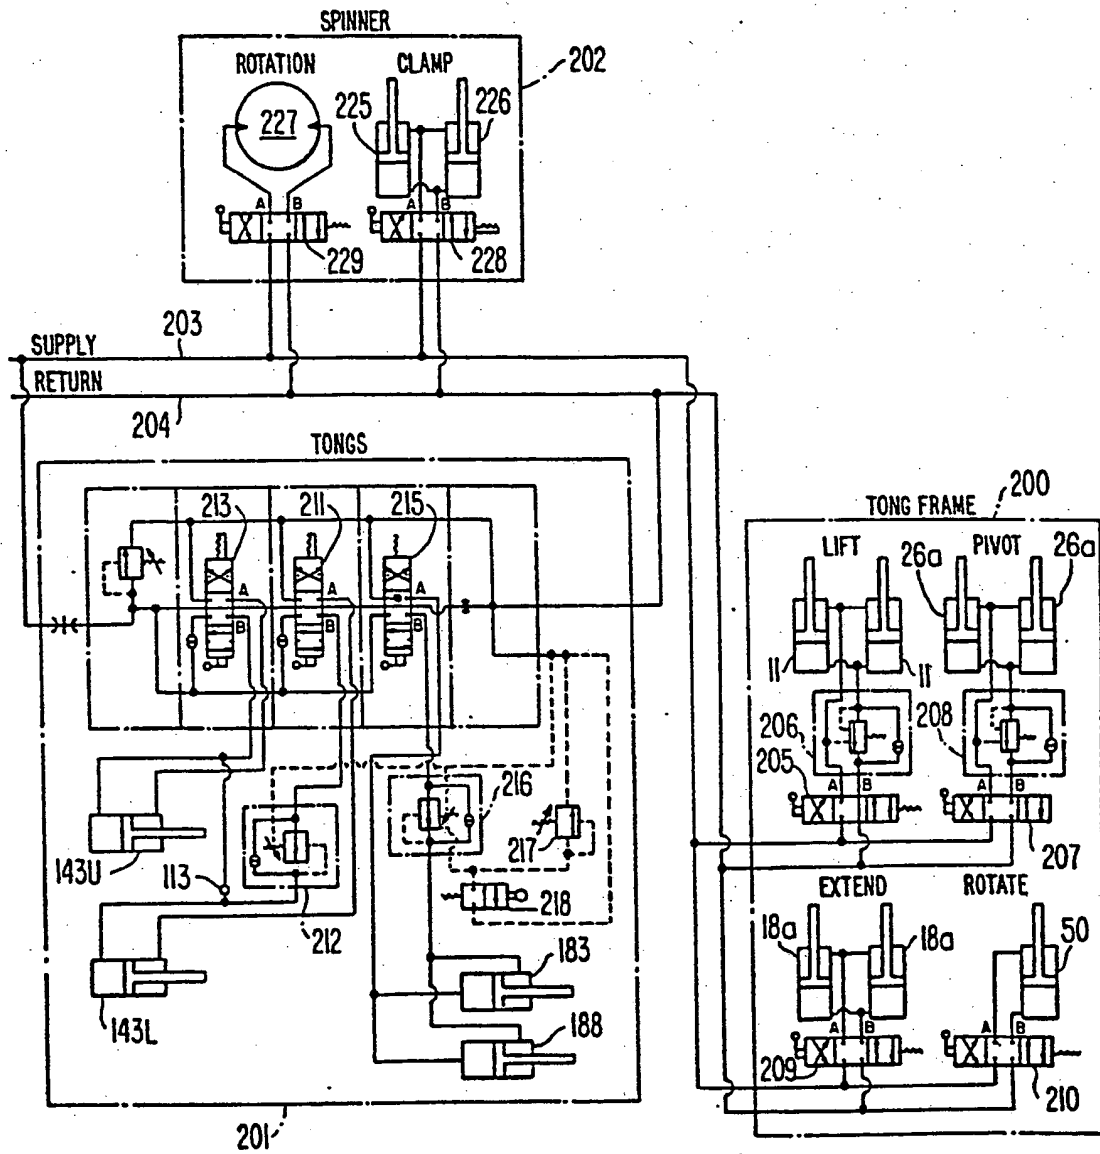 SPINNER
202
ROTATION
CLAMP
225
226
227
A
B
A
B
229
228
203
SUPPLY
RETURN
204
TONGS
213
211
215
A
B
A
B
A
B
200
TONG FRAME
LIFT
PIVOT
26a
26a
11
11
206
208
205
A
B
A
B
207
216
217
143U
113
212
218
EXTEND
ROTATE
18a
18a
50
183
A
B
A
B
188
143L
209
210
201